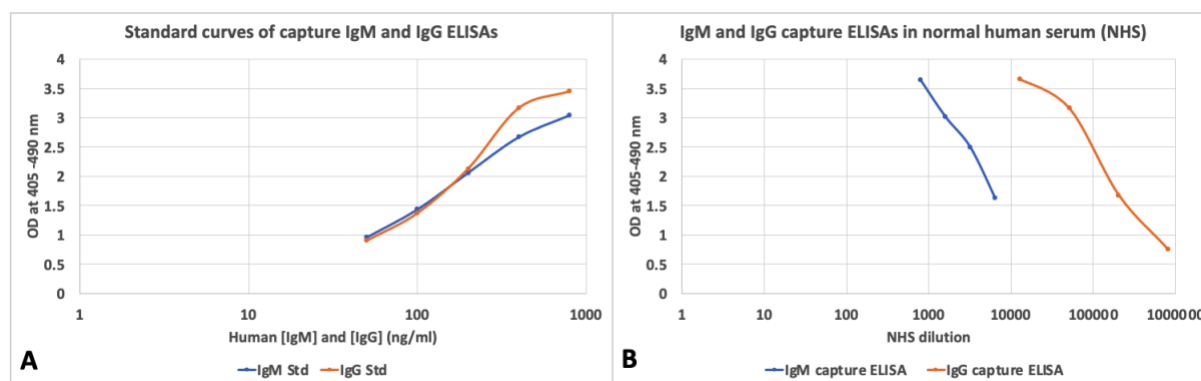 Standard curves of capture IgM and IgG ELISAs
4
3.5
3
2.5
2
1.5
1
0.5
0
OD at 405 -490 nm
1 10 100 1000
Human [IgM] and [IgG] (ng/ml)
IgM Std IgG Std
A
IgM and IgG capture ELISAs in normal human serum (NHS)
4
3.5
3
2.5
2
1.5
1
0.5
0
OD at 405-490 nm
1 10 100 1000 10000 100000 1000000
NHS dilution
IgM capture ELISA IgG capture ELISA
B